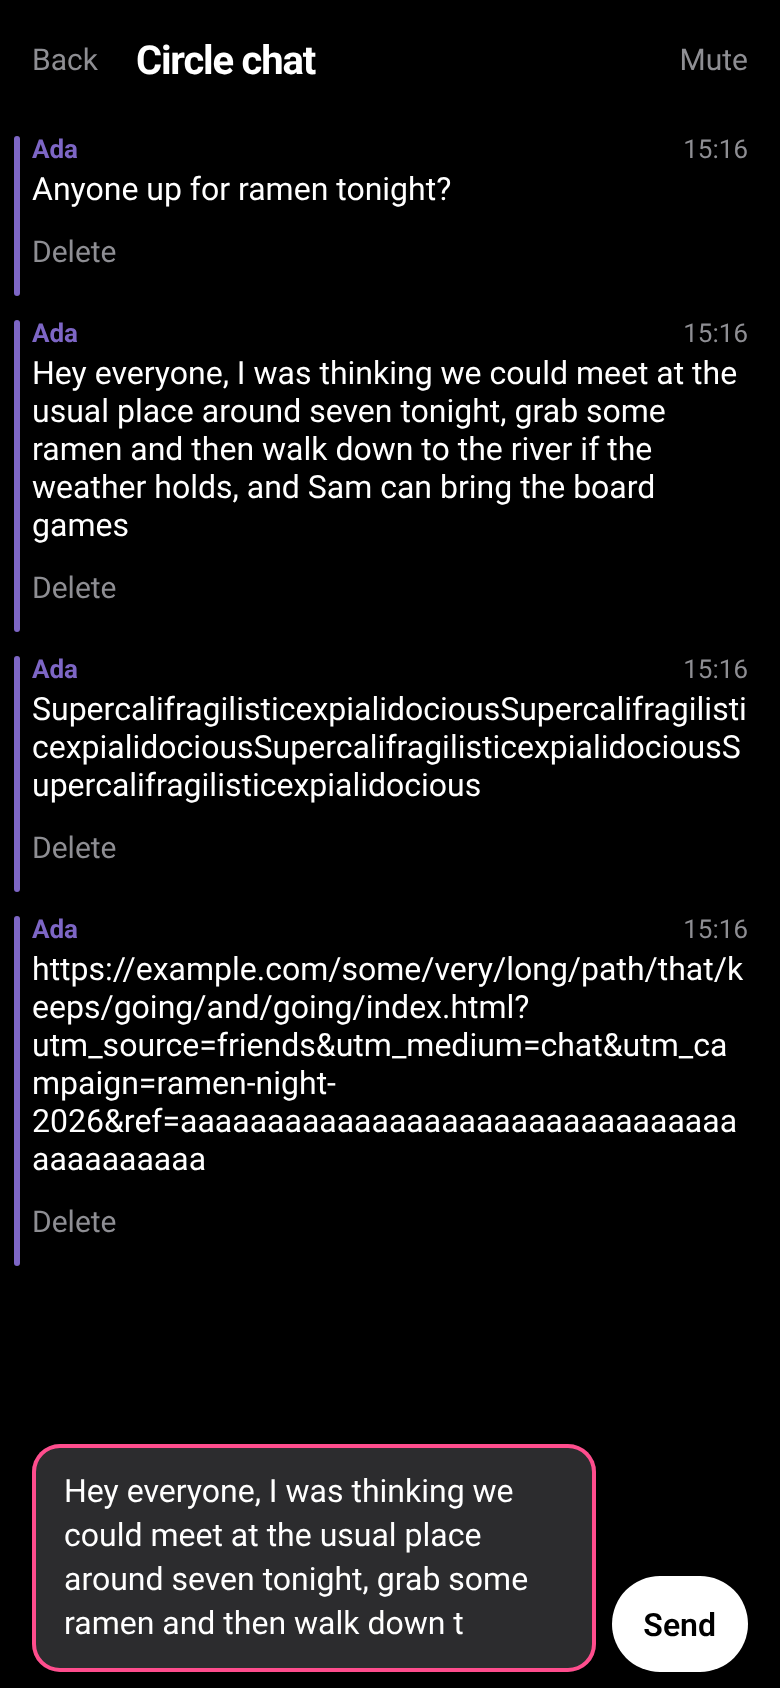 Back Circle chat Mute
Ada 15:16
Anyone up for ramen tonight?
Delete
Ada 15:16
Hey everyone, I was thinking we could meet at the
usual place around seven tonight, grab some
ramen and then walk down to the river if the
weather holds, and Sam can bring the board
games
Delete
Ada 15:16
SupercalifragilisticexpialidociousSupercalifragilisti
cexpialidociousSupercalifragilisticexpialidociousS
upercalifragilisticexpialidocious
Delete
Ada 15:16
https://example.com/some/very/long/path/that/k
eeps/going/and/going/index.html?
utm_source=friends&utm_medium=chat&utm_ca
mpaign=ramen-night-
2026&ref=aaaaaaaaaaaaaaaaaaaaaaaaaaaaaaaa
aaaaaaaaaa
Delete
Hey everyone, I was thinking we
could meet at the usual place
around seven tonight, grab some
ramen and then walk down t
Send